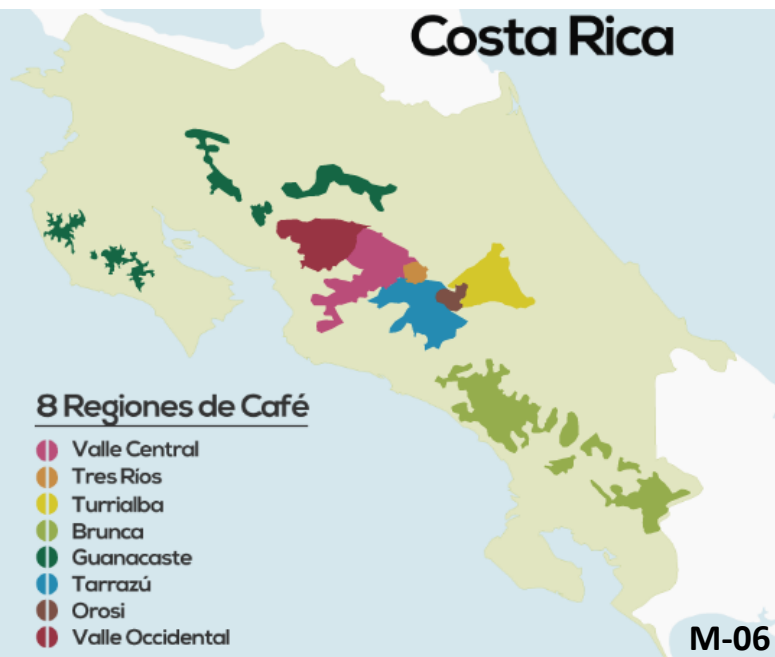 Costa Rica
8 Regiones de Café
Valle Central
Tres Ríos
Turrialba
Brunca
Guanacaste
Tarrazú
Orosi
Valle Occidental
M-06